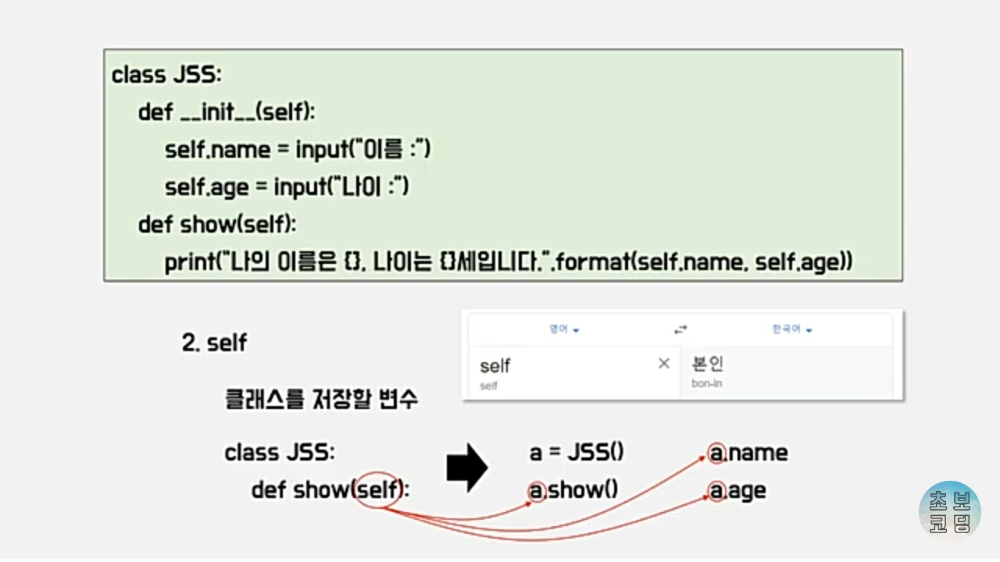 class JSS:
def __init__(self):
self.name = input("이름 :")
self.age = input("나이 :")
def show(self):
print("나의 이름은 {}, 나이는 {}세입니다.".format(self.name, self.age))
2. self
영어
한국어
self
본인
self
bon-in
클래스를 저장할 변수
class JSS:
a = JSS()
a.name
def show(self):
a.show()
a.age
초보
코딩